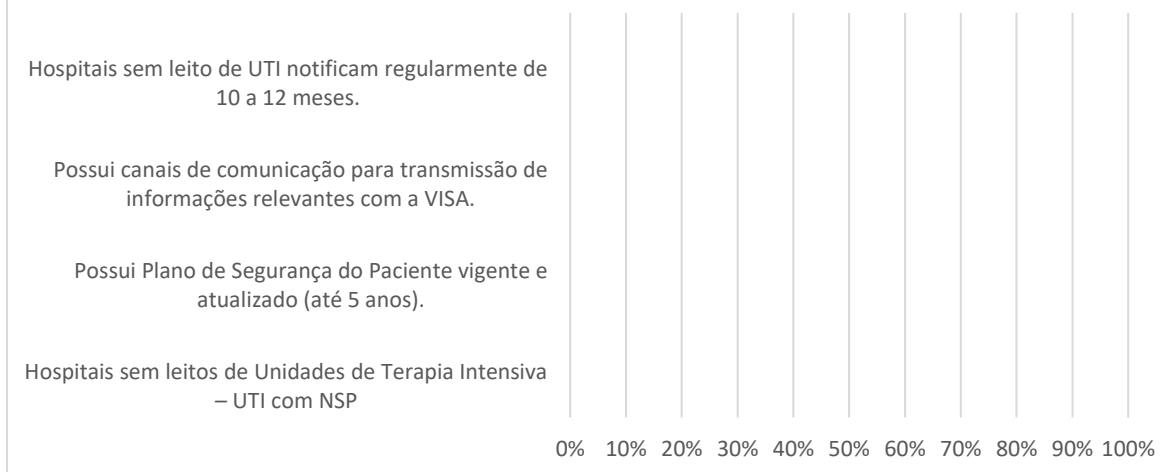 Hospitais sem leito de UTI notificam regularmente de
10 a 12 meses.
Possui canais de comunicação para transmissão de
informações relevantes com a VISA.
Possui Plano de Segurança do Paciente vigente e
atualizado (até 5 anos).
Hospitais sem leitos de Unidades de Terapia Intensiva
– UTI com NSP
0% 10% 20% 30% 40% 50% 60% 70% 80% 90% 100%